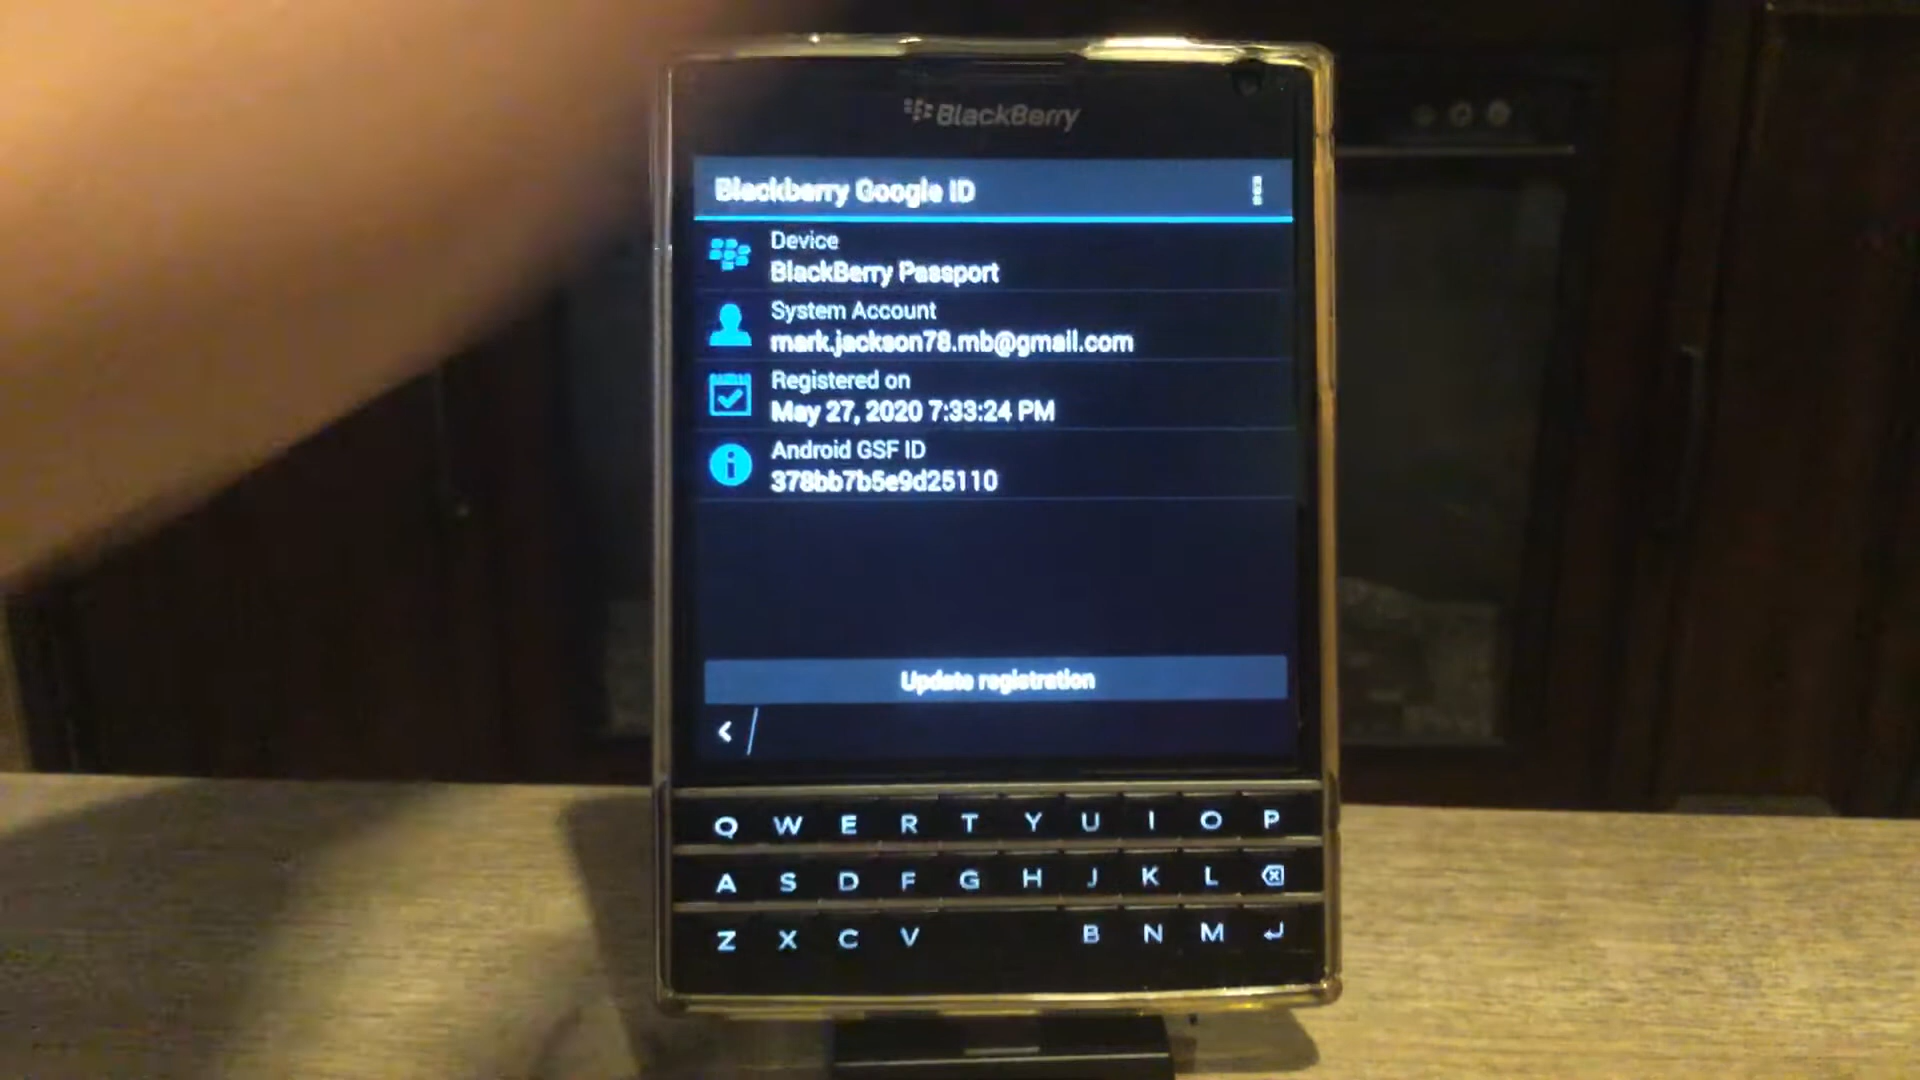 BlackBerry
Blackberry Google ID
Device
BlackBerry Passport
System Account
mark.jackson78.mb@gmail.com
Registered on
May 27, 2020 7:33:24 PM
Android GSF ID
378bb7b5e9d25110
Update registration
Q W E R T Y U I O P
A S D F G H J K L
Z X C V B N M